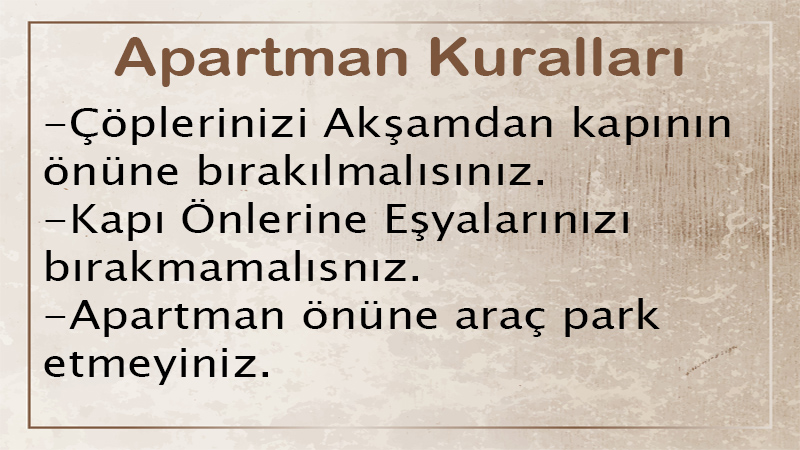 Apartman Kuralları
-Çöplerinizi Akşamdan kapının
önüne bırakılmalısınız.
-Kapı Önlerine Eşyalarınızı
bırakmamalısnız.
-Apartman önüne araç park
etmeyiniz.